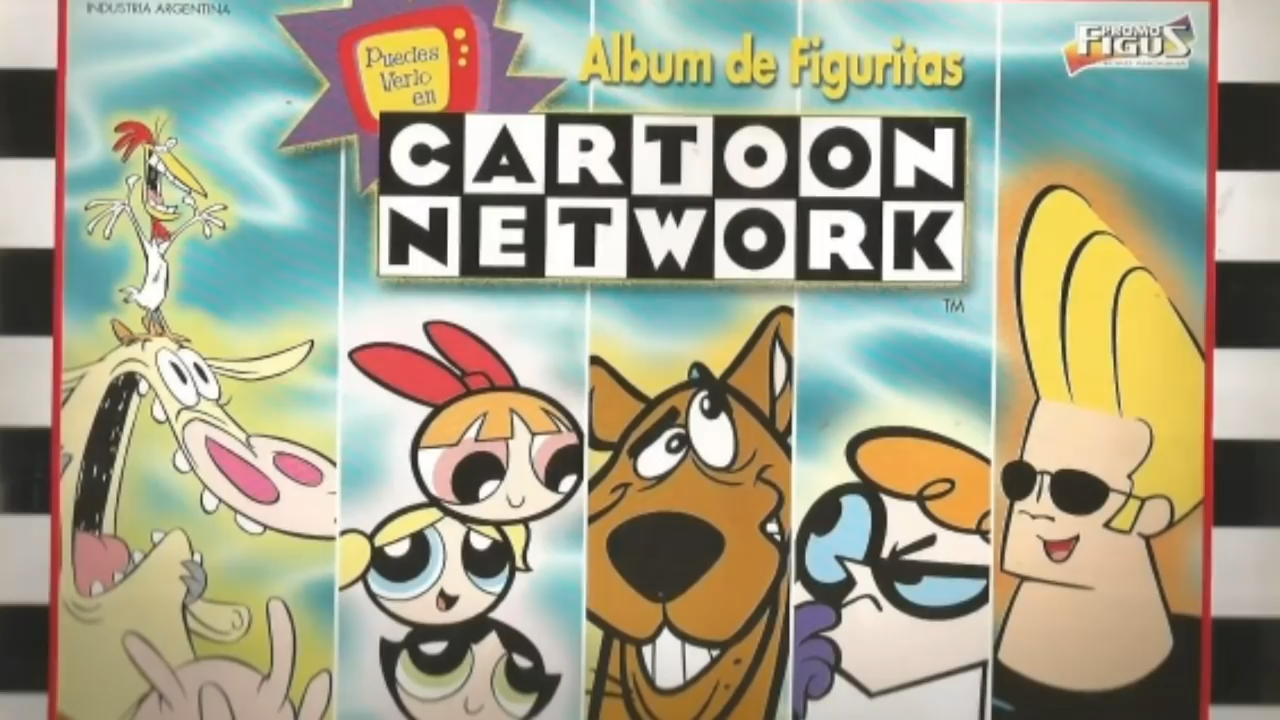 INDUSTRIA ARGENTINA
Puedes
Verlo
en
Album de Figuritas
PROMO
FIGUS
CARTOON
NETWORK
TM